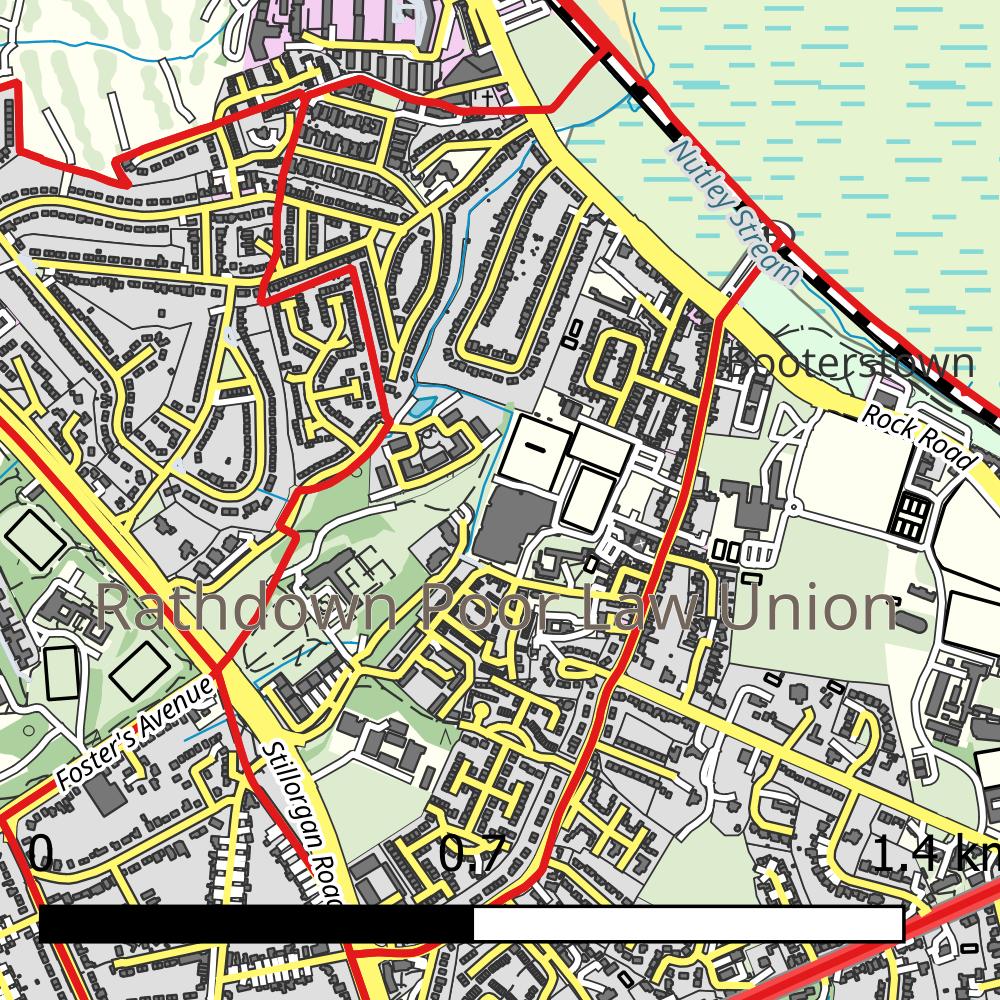 Nutley Stream
Booterstown
Rock Road
Rathdown Poor Law Union
Foster's Avenue
Stillorgan Road
0
0.7
1.4 km